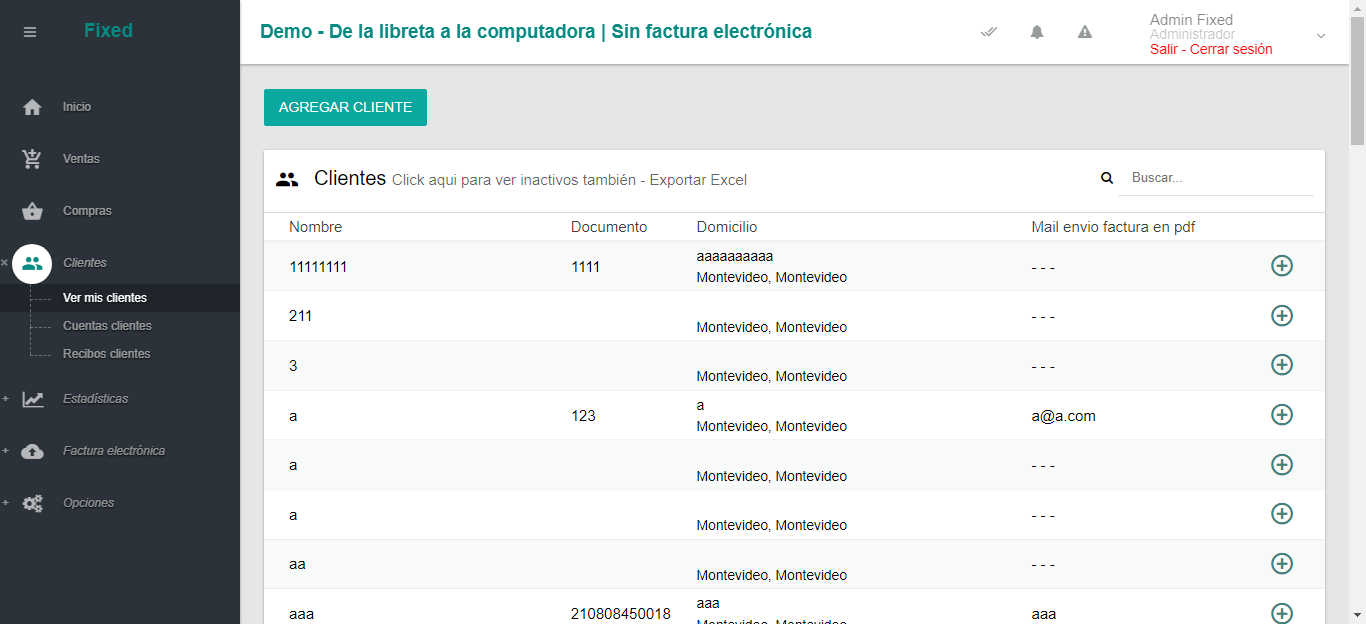 Fixed
Demo - De la libreta a la computadora | Sin factura electrónica
Admin Fixed
Administrador
Salir - Cerrar sesión
Inicio
Ventas
Compras
Clientes
Ver mis clientes
Cuentas clientes
Recibos clientes
Estadísticas
Factura electrónica
Opciones
AGREGAR CLIENTE
Clientes Click aqui para ver inactivos también - Exportar Excel
Buscar...
Nombre Documento Domicilio Mail envio factura en pdf
11111111 1111 aaaaaaaaaa
Montevideo, Montevideo - - -
211 Montevideo, Montevideo - - -
3 Montevideo, Montevideo - - -
a 123 a
Montevideo, Montevideo a@a.com
a Montevideo, Montevideo - - -
a Montevideo, Montevideo - - -
aa Montevideo, Montevideo - - -
aaa 210808450018 aaa
Montevideo, Montevideo aaa